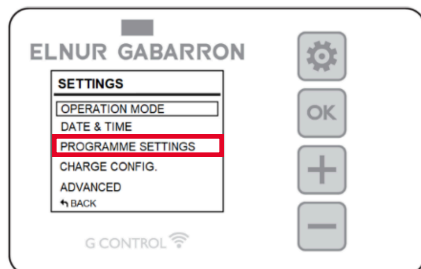 ELNUR GABARRON
SETTINGS
OPERATION MODE
DATE & TIME
PROGRAMME SETTINGS
CHARGE CONFIG.
ADVANCED
↰ BACK
G CONTROL
OK
+
−